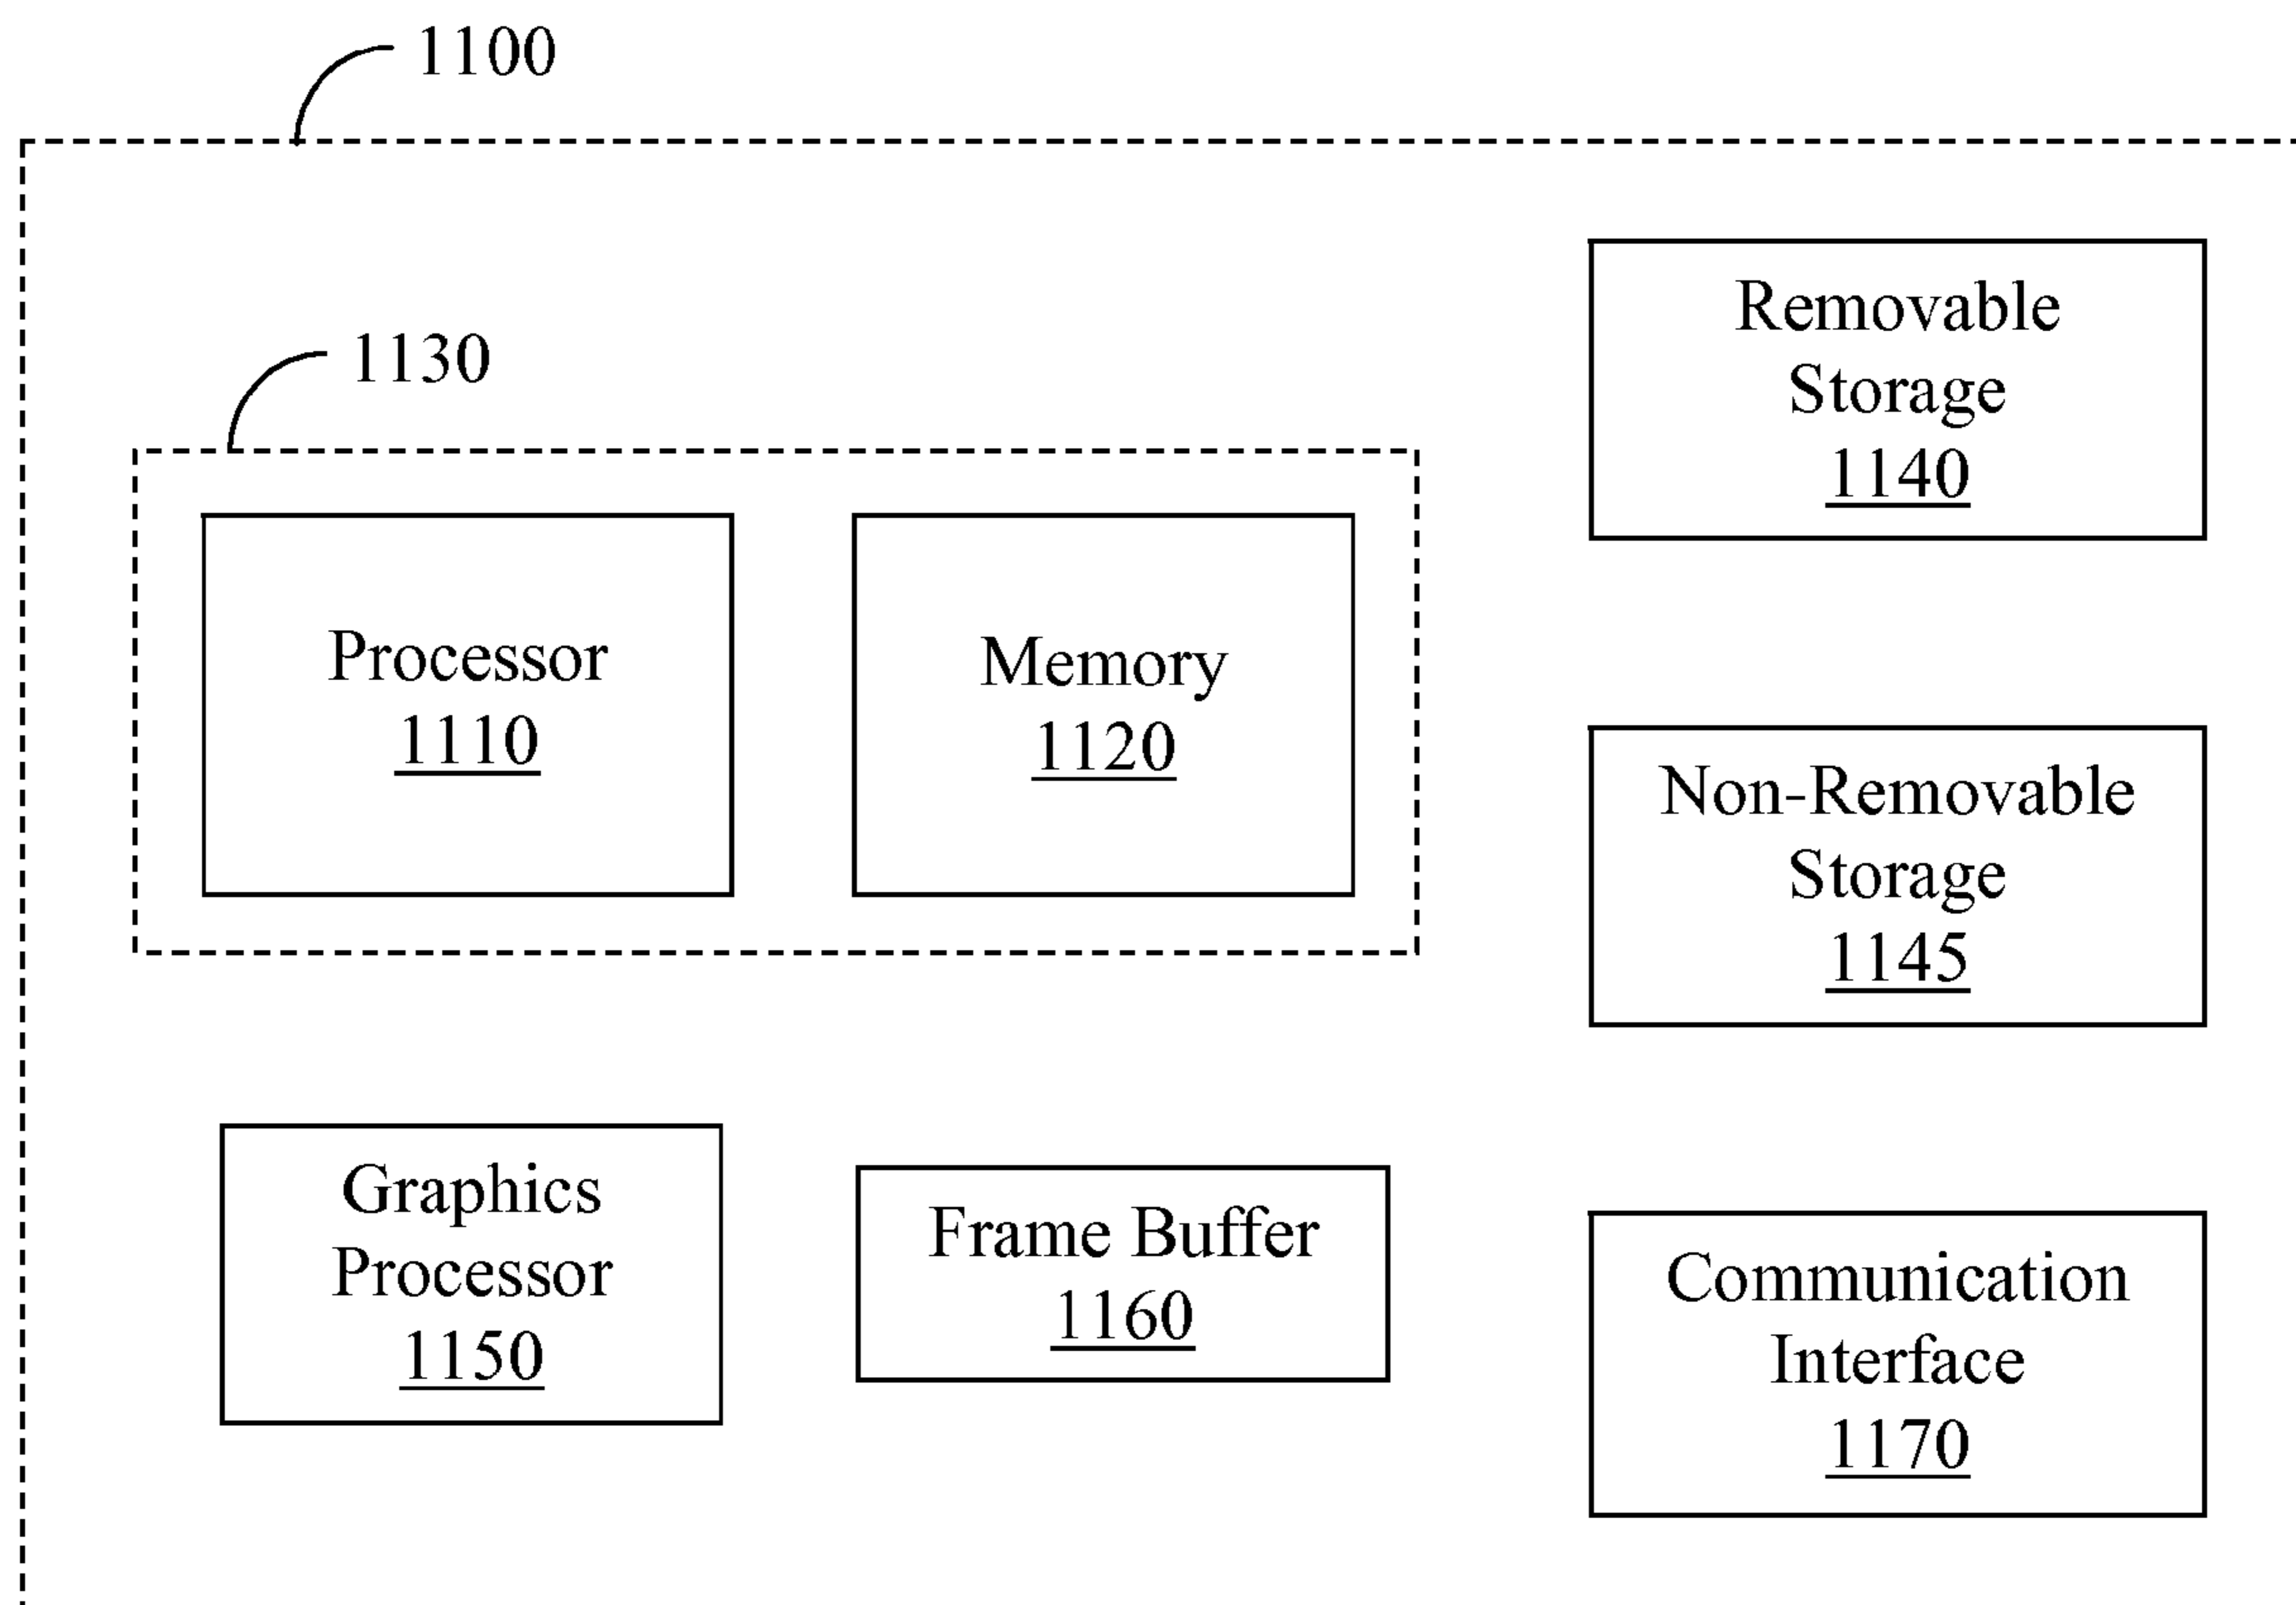 1100
1130
Removable
Storage
1140
Processor
1110
Memory
1120
Non-Removable
Storage
1145
Graphics
Processor
1150
Frame Buffer
1160
Communication
Interface
1170